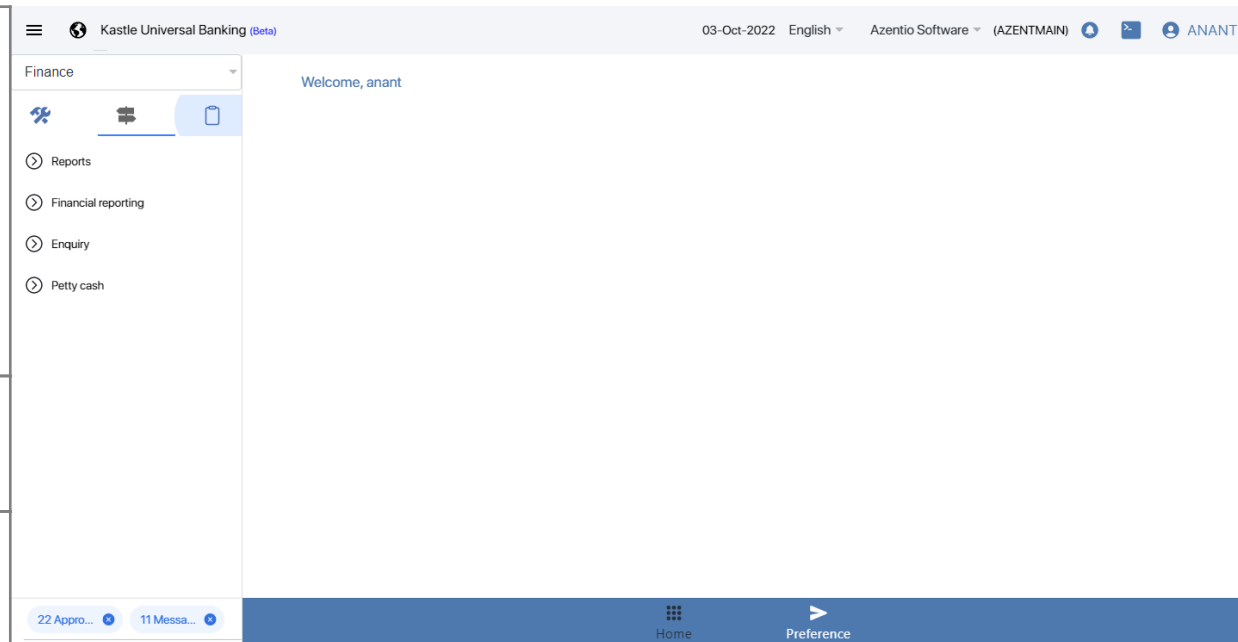 Kastle Universal Banking (Beta)
03-Oct-2022 English Azentio Software (AZENTMAIN) ANANT
Finance
Welcome, anant
Reports
Financial reporting
Enquiry
Petty cash
22 Appro... 11 Messa...
Home Preference